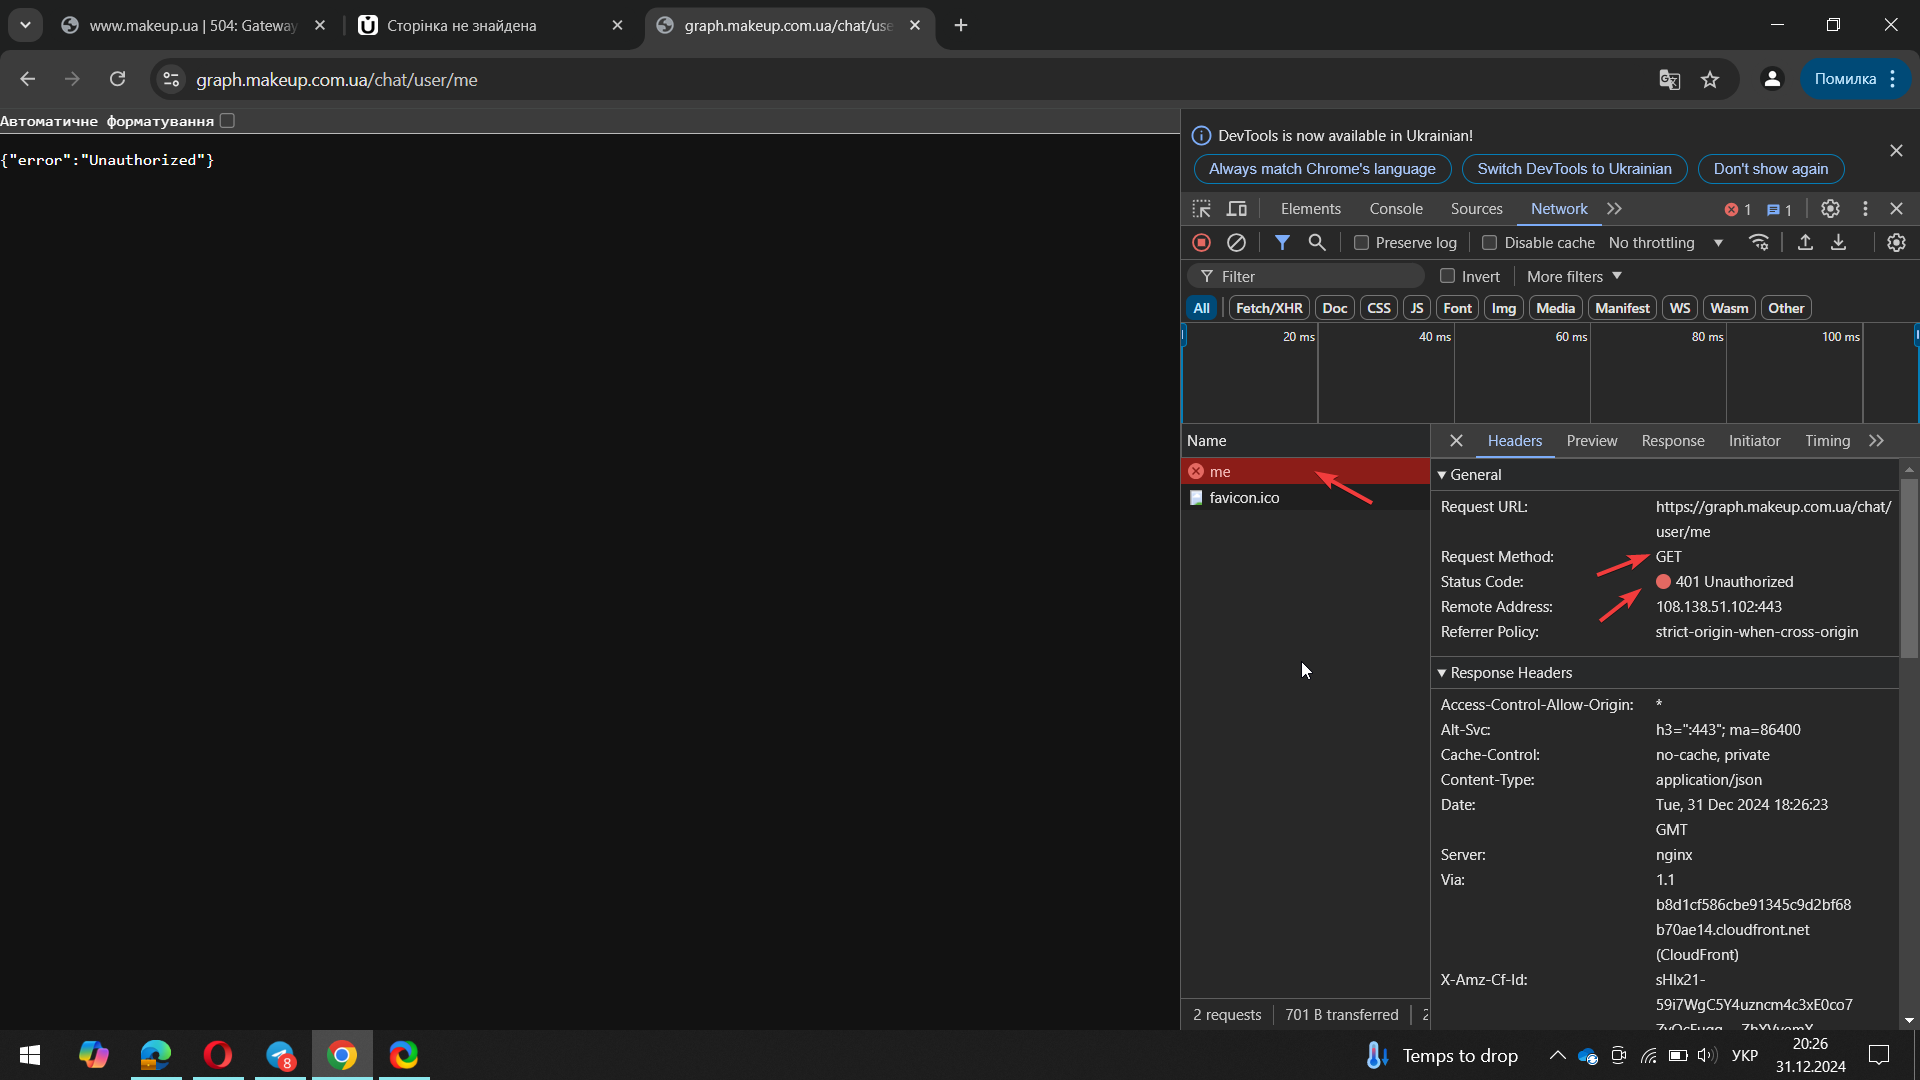 www.makeup.ua | 504: Gateway
Сторінка не знайдена
graph.makeup.com.ua/chat/use
graph.makeup.com.ua/chat/user/me
Помилка
Автоматичне форматування
{"error":"Unauthorized"}
DevTools is now available in Ukrainian!
Always match Chrome's language
Switch DevTools to Ukrainian
Don't show again
Elements
Console
Sources
Network
1
1
Preserve log
Disable cache
No throttling
Filter
Invert
More filters
All
Fetch/XHR
Doc
CSS
JS
Font
Img
Media
Manifest
WS
Wasm
Other
20 ms
40 ms
60 ms
80 ms
100 ms
Name
Headers
Preview
Response
Initiator
Timing
me
favicon.ico
General
Request URL: https://graph.makeup.com.ua/chat/
user/me
Request Method: GET
Status Code: 401 Unauthorized
Remote Address: 108.138.51.102:443
Referrer Policy: strict-origin-when-cross-origin
Response Headers
Access-Control-Allow-Origin: *
Alt-Svc: h3=":443"; ma=86400
Cache-Control: no-cache, private
Content-Type: application/json
Date: Tue, 31 Dec 2024 18:26:23
GMT
Server: nginx
Via: 1.1
b8d1cf586cbe91345c9d2bf68
b70ae14.cloudfront.net
(CloudFront)
X-Amz-Cf-Id: sHlx21-
59i7WgC5Y4uzncm4c3xE0co7
2 requests
701 B transferred
8
Temps to drop
УКР
20:26
31.12.2024